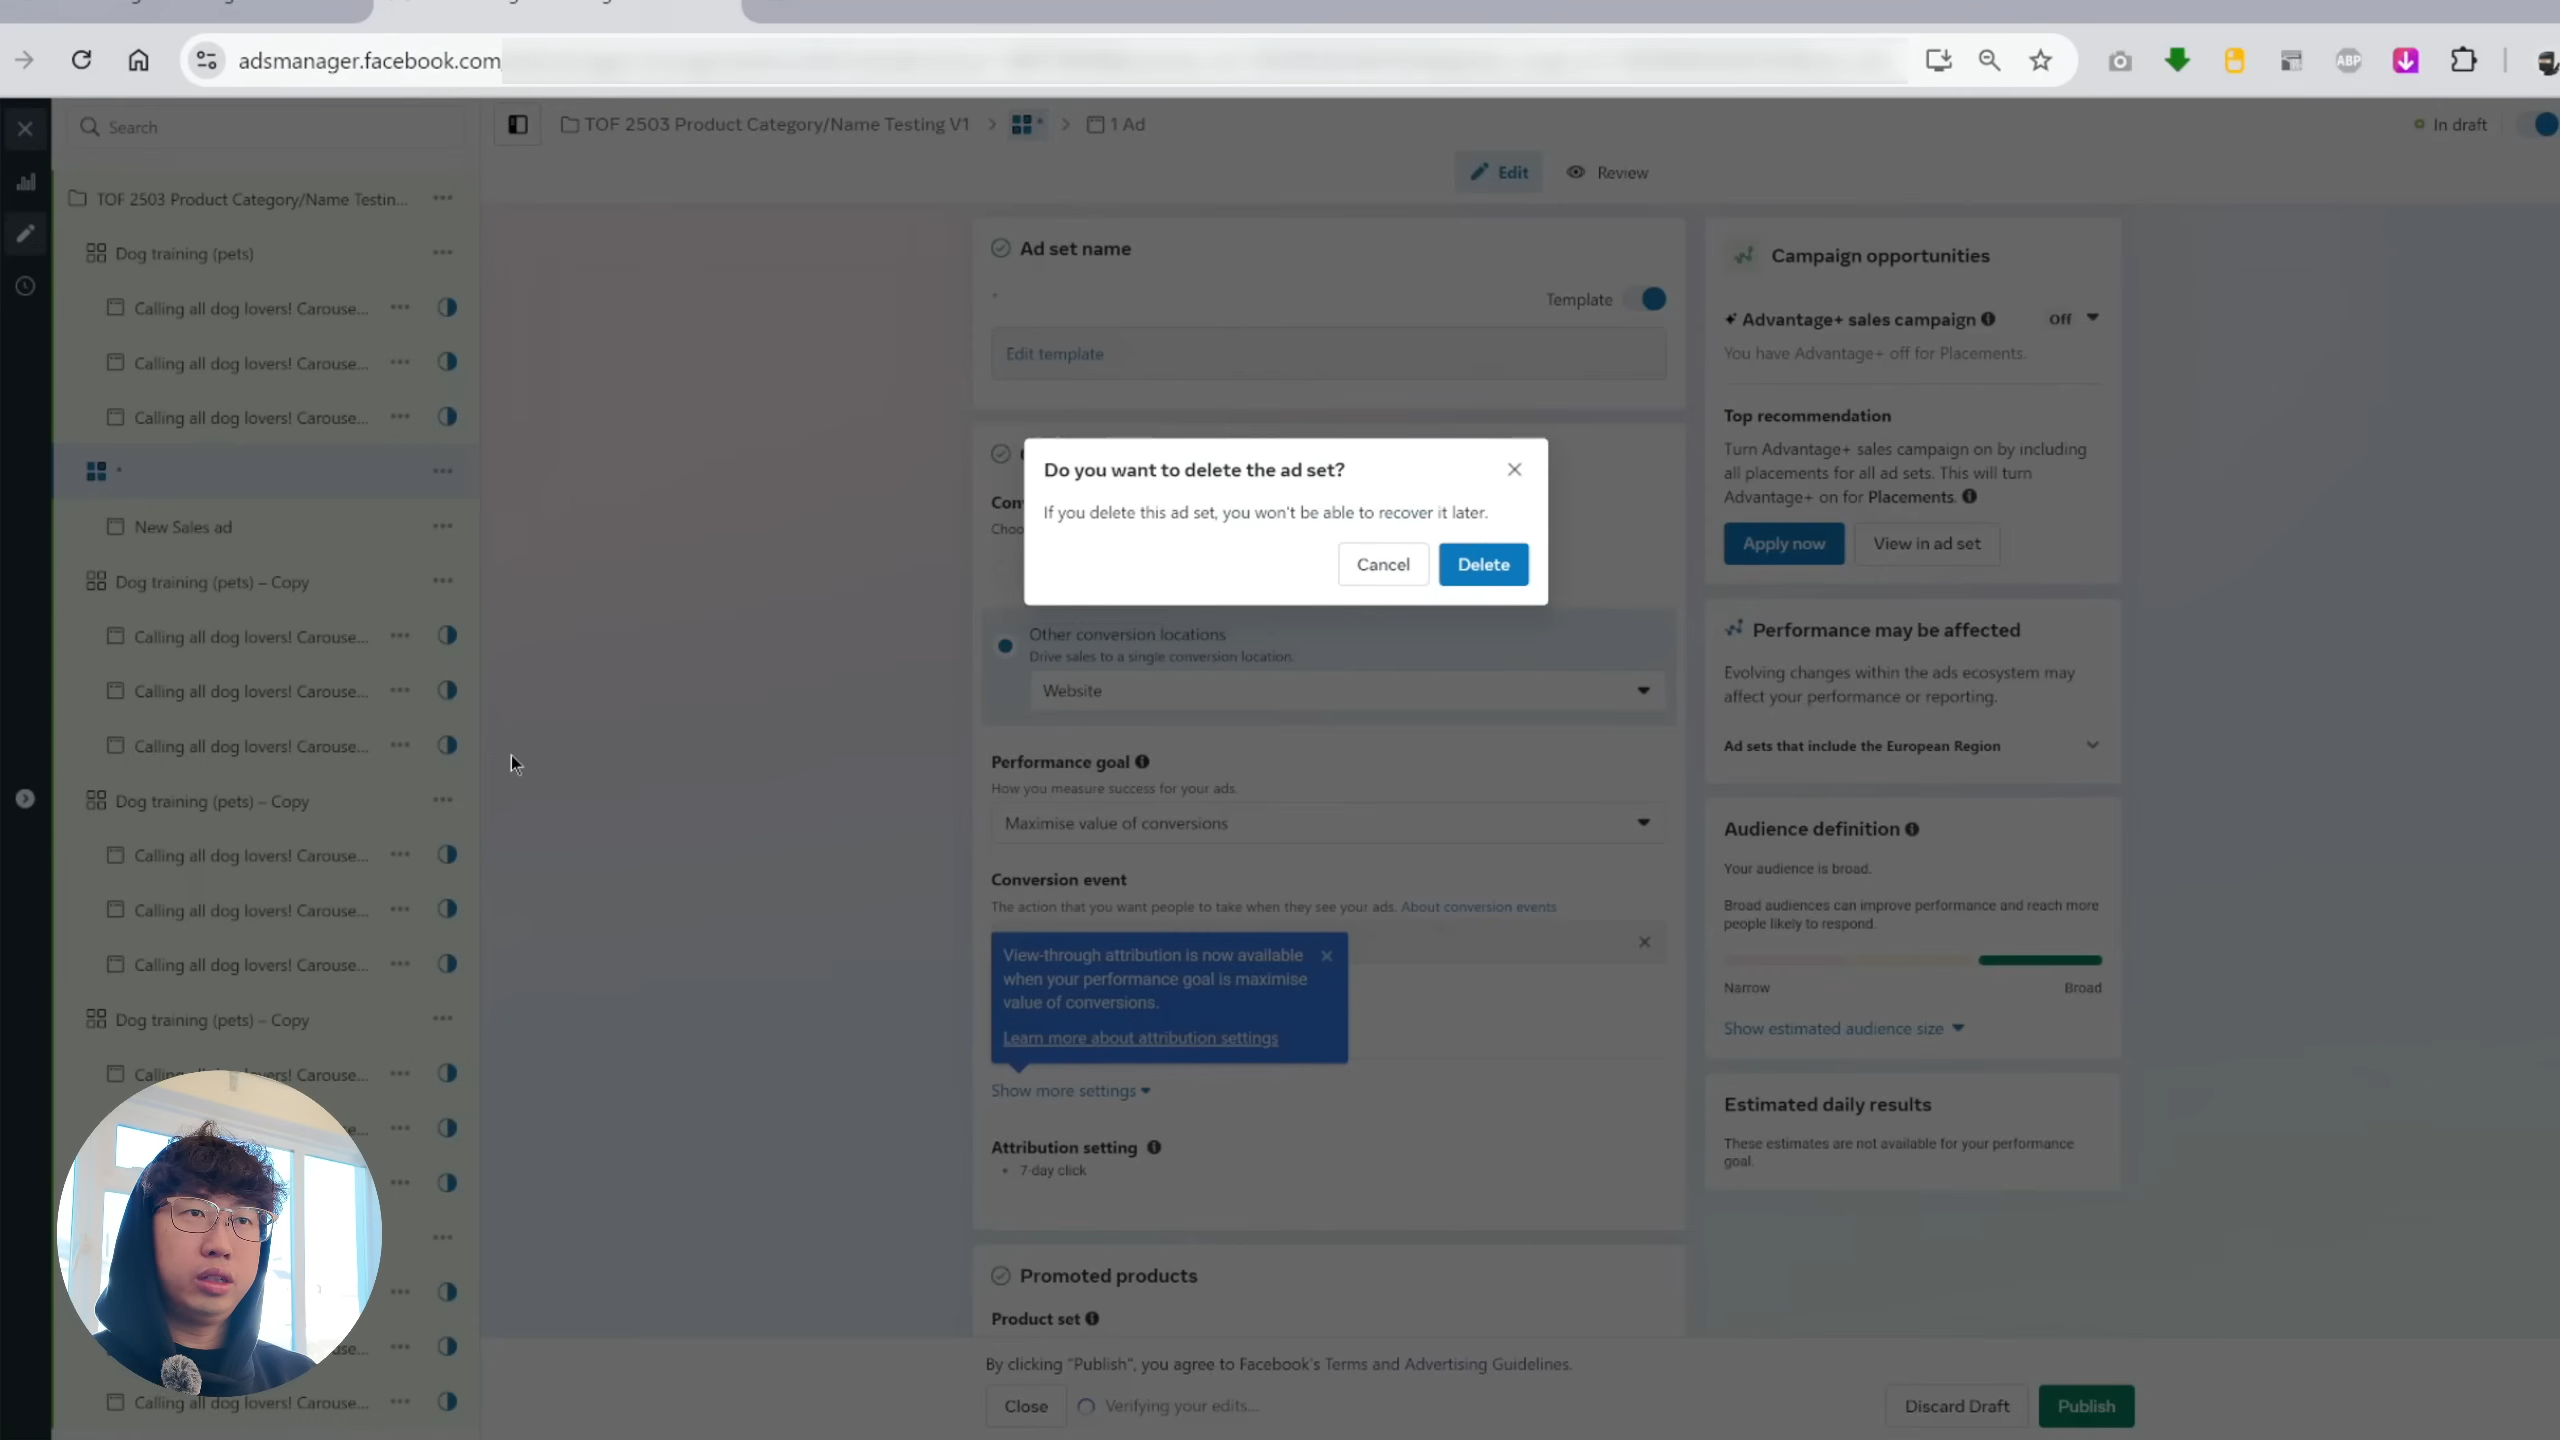 adsmanager.facebook.com
ABP
Search
TOF 2503 Product Category/Name Testing V1
1 Ad
In draft
Edit
Review
TOF 2503 Product Category/Name Testin...
Dog training (pets)
Calling all dog lovers! Carouse...
Calling all dog lovers! Carouse...
Calling all dog lovers! Carouse...
New Sales ad
Dog training (pets) – Copy
Calling all dog lovers! Carouse...
Calling all dog lovers! Carouse...
Calling all dog lovers! Carouse...
Dog training (pets) – Copy
Calling all dog lovers! Carouse...
Calling all dog lovers! Carouse...
Calling all dog lovers! Carouse...
Dog training (pets) – Copy
Calling all dog lovers! Carouse...
Calling all dog lovers! Carouse...
Ad set name
Template
Edit template
Do you want to delete the ad set?
If you delete this ad set, you won't be able to recover it later.
Cancel
Delete
Other conversion locations
Drive sales to a single conversion location.
Website
Performance goal
How you measure success for your ads.
Maximise value of conversions
Conversion event
The action that you want people to take when they see your ads. About conversion events
View-through attribution is now available
when your performance goal is maximise
value of conversions.
Learn more about attribution settings
Show more settings
Attribution setting
• 7-day click
Promoted products
Product set
By clicking "Publish", you agree to Facebook's Terms and Advertising Guidelines.
Close
Verifying your edits...
Discard Draft
Publish
Campaign opportunities
Advantage+ sales campaign
Off
You have Advantage+ off for Placements.
Top recommendation
Turn Advantage+ sales campaign on by including
all placements for all ad sets. This will turn
Advantage+ on for Placements.
Apply now
View in ad set
Performance may be affected
Evolving changes within the ads ecosystem may
affect your performance or reporting.
Ad sets that include the European Region
Audience definition
Your audience is broad.
Broad audiences can improve performance and reach more
people likely to respond.
Narrow
Broad
Show estimated audience size
Estimated daily results
These estimates are not available for your performance
goal.